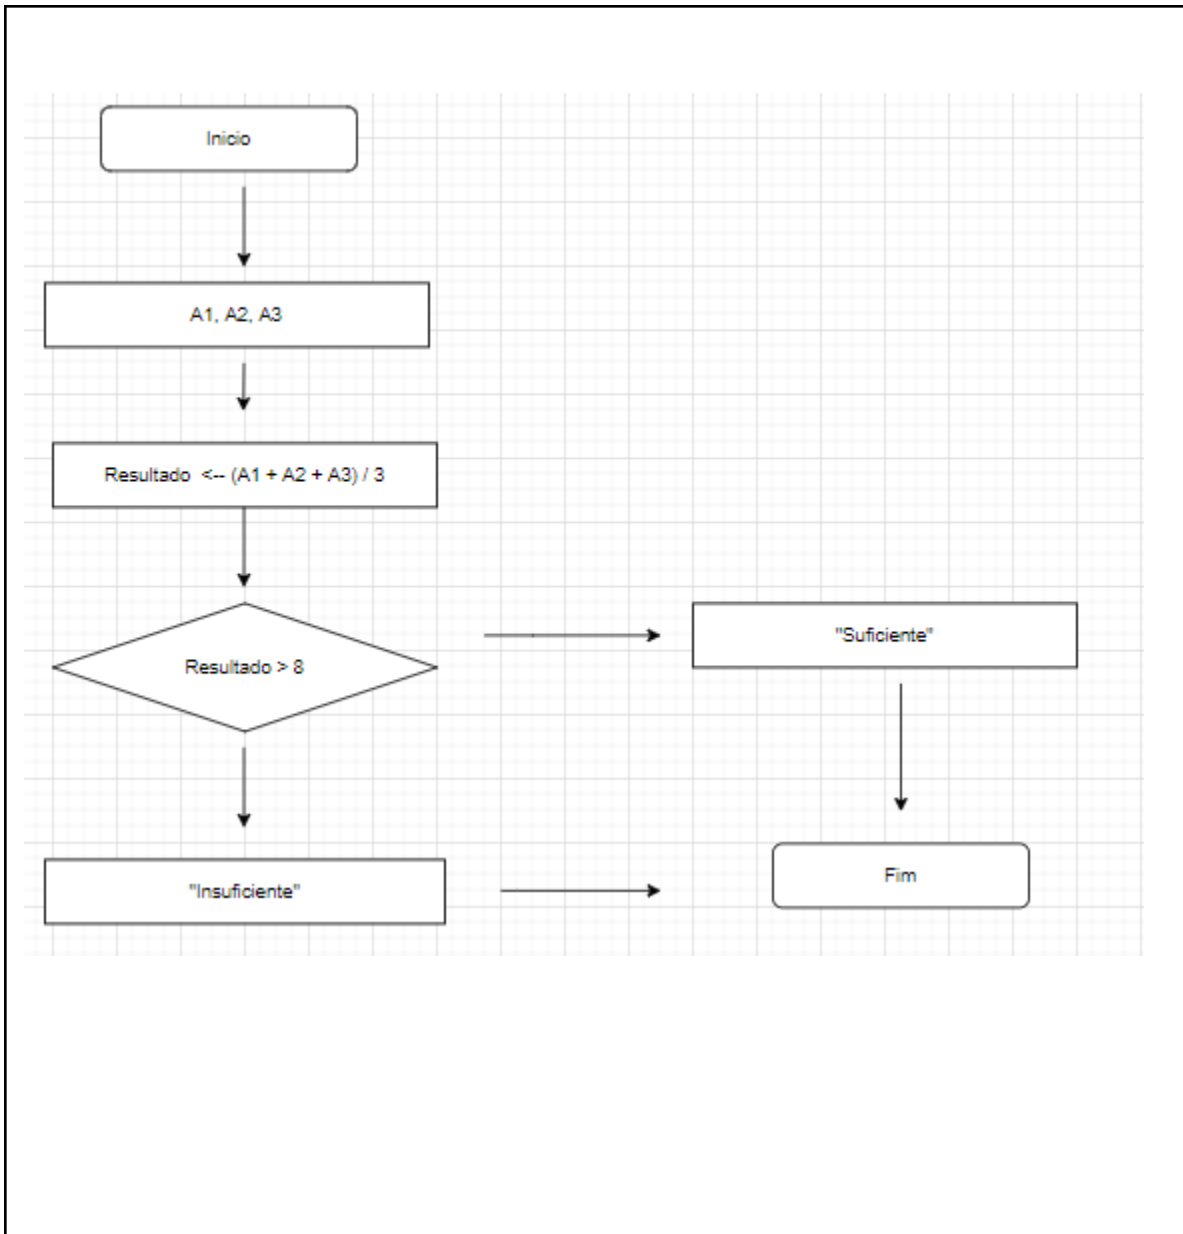 Inicio
A1, A2, A3
Resultado <-- (A1 + A2 + A3) / 3
Resultado > 8
"Suficiente"
"Insuficiente"
Fim